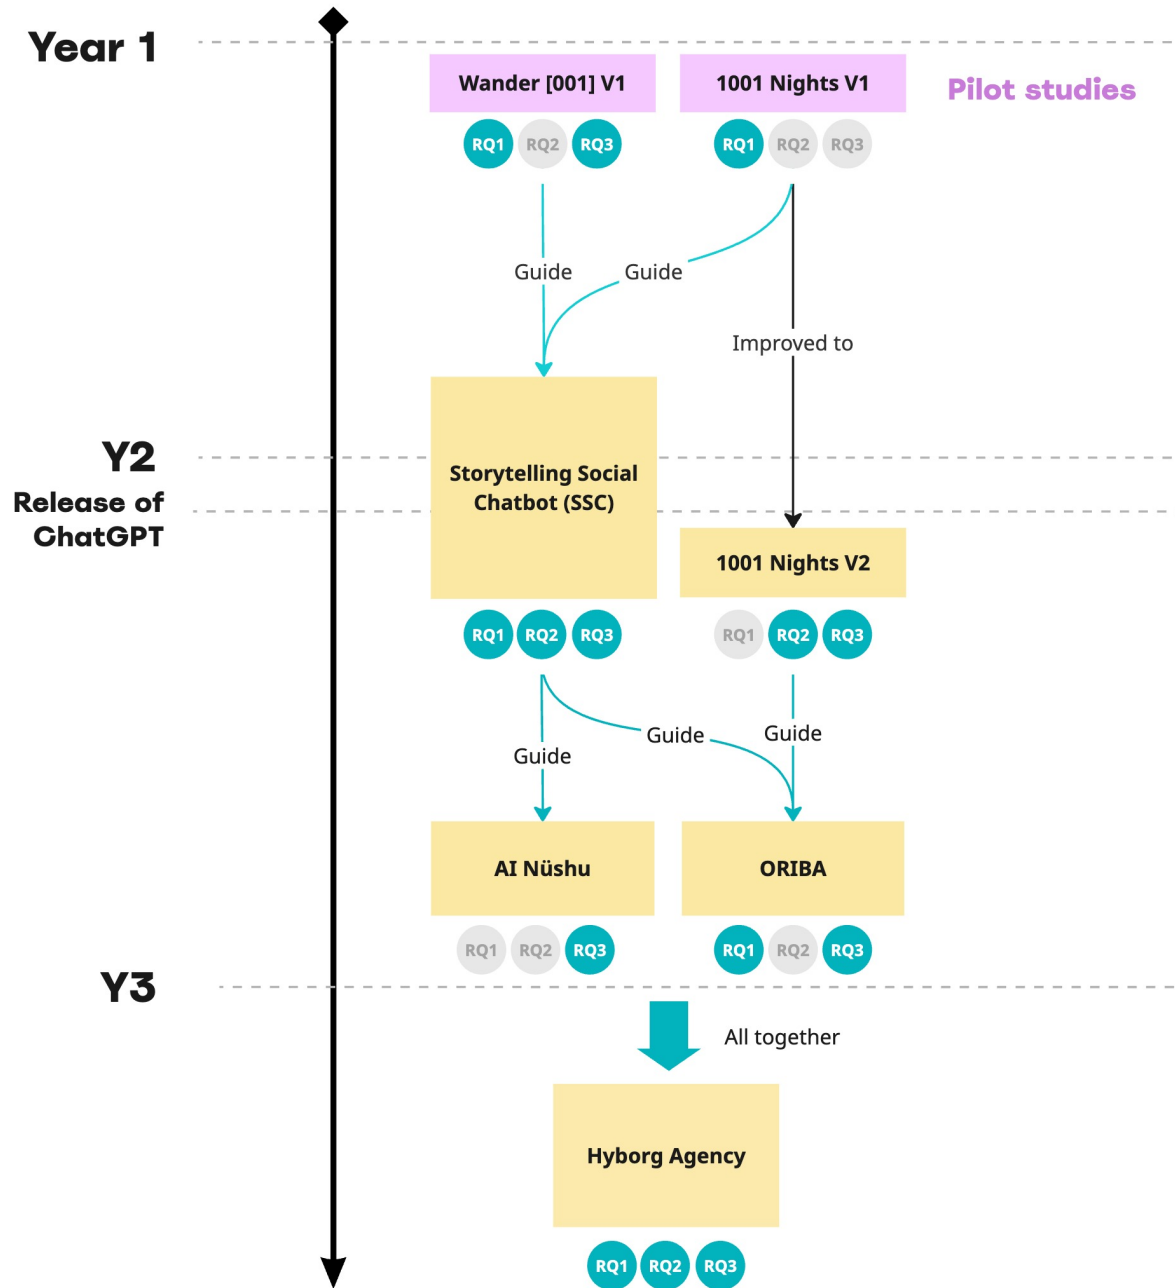 Year 1
Wander [001] V1
1001 Nights V1
Pilot studies
RQ1 RQ2 RQ3
RQ1 RQ2 RQ3
Guide
Guide
Improved to
Y2
Release of
ChatGPT
Storytelling Social
Chatbot (SSC)
1001 Nights V2
RQ1 RQ2 RQ3
RQ1 RQ2 RQ3
Guide
Guide
Guide
AI Nüshu
ORIBA
RQ1 RQ2 RQ3
RQ1 RQ2 RQ3
Y3
All together
Hyborg Agency
RQ1 RQ2 RQ3